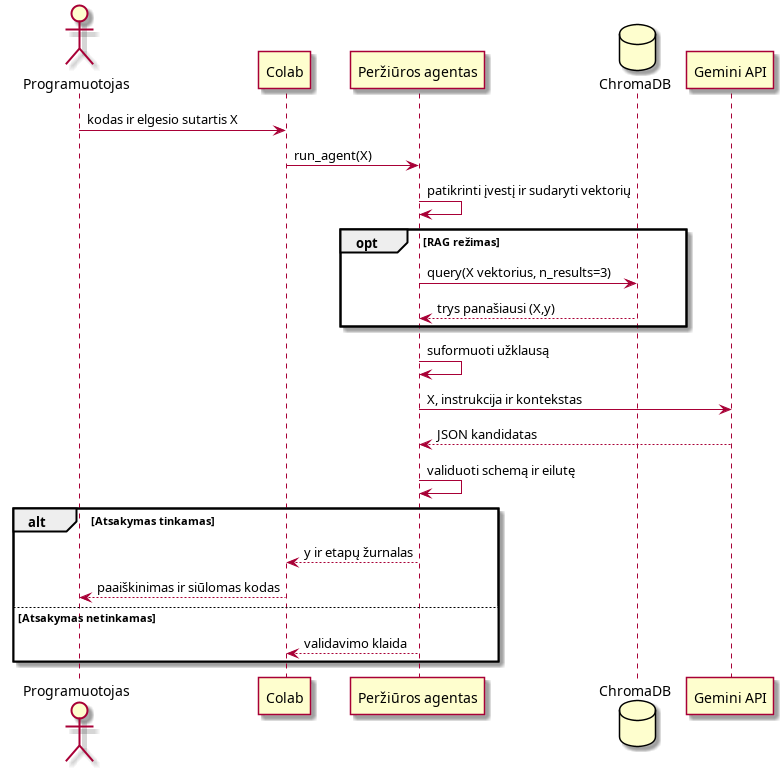 Programuotojas
Colab
Peržiūros agentas
ChromaDB
Gemini API
kodas ir elgesio sutartis X
run_agent(X)
patikrinti įvestį ir sudaryti vektorių
opt
[RAG režimas]
query(X vektorius, n_results=3)
trys panašiausi (X,y)
suformuoti užklausą
X, instrukcija ir kontekstas
JSON kandidatas
validuoti schemą ir eilutę
alt
[Atsakymas tinkamas]
y ir etapų žurnalas
paaiškinimas ir siūlomas kodas
[Atsakymas netinkamas]
validavimo klaida
Programuotojas
Colab
Peržiūros agentas
ChromaDB
Gemini API